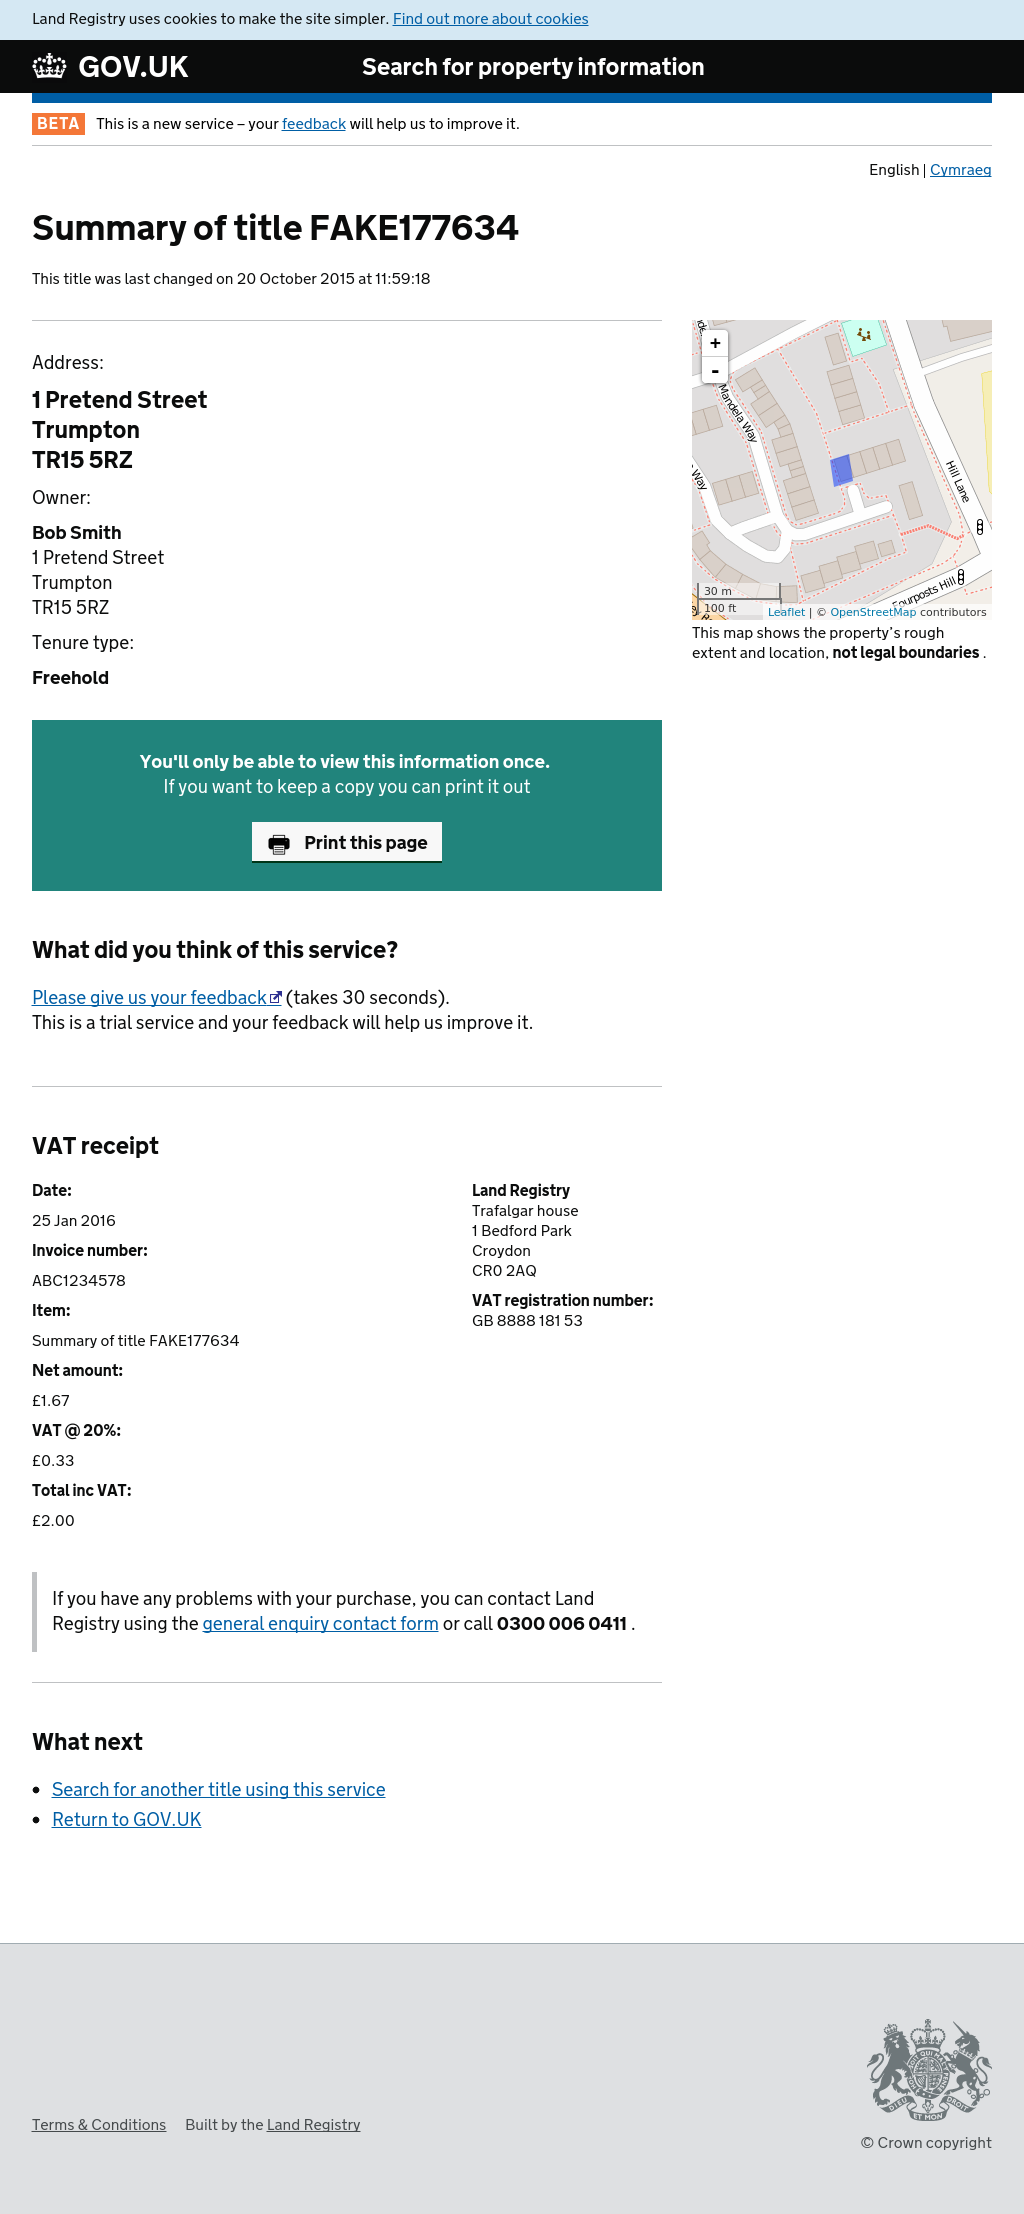 Land Registry uses cookies to make the site simpler. Find out more about cookies
GOV.UK
Search for property information
BETA This is a new service – your feedback will help us to improve it.
English | Cymraeg
Summary of title FAKE177634
This title was last changed on 20 October 2015 at 11:59:18
Address:
1 Pretend Street
Trumpton
TR15 5RZ
Owner:
Bob Smith
1 Pretend Street
Trumpton
TR15 5RZ
Tenure type:
Freehold
+
-
Mandela Way
Way
Hill Lane
Fourposts Hill
30 m
100 ft
Leaflet | © OpenStreetMap contributors
This map shows the property's rough
extent and location, not legal boundaries .
You'll only be able to view this information once.
If you want to keep a copy you can print it out
Print this page
What did you think of this service?
Please give us your feedback (takes 30 seconds).
This is a trial service and your feedback will help us improve it.
VAT receipt
Date:
25 Jan 2016
Invoice number:
ABC1234578
Item:
Summary of title FAKE177634
Net amount:
£1.67
VAT @ 20%:
£0.33
Total inc VAT:
£2.00
Land Registry
Trafalgar house
1 Bedford Park
Croydon
CR0 2AQ
VAT registration number:
GB 8888 181 53
If you have any problems with your purchase, you can contact Land
Registry using the general enquiry contact form or call 0300 006 0411 .
What next
Search for another title using this service
Return to GOV.UK
DIEU ET MON DROIT
Terms & Conditions Built by the Land Registry
© Crown copyright